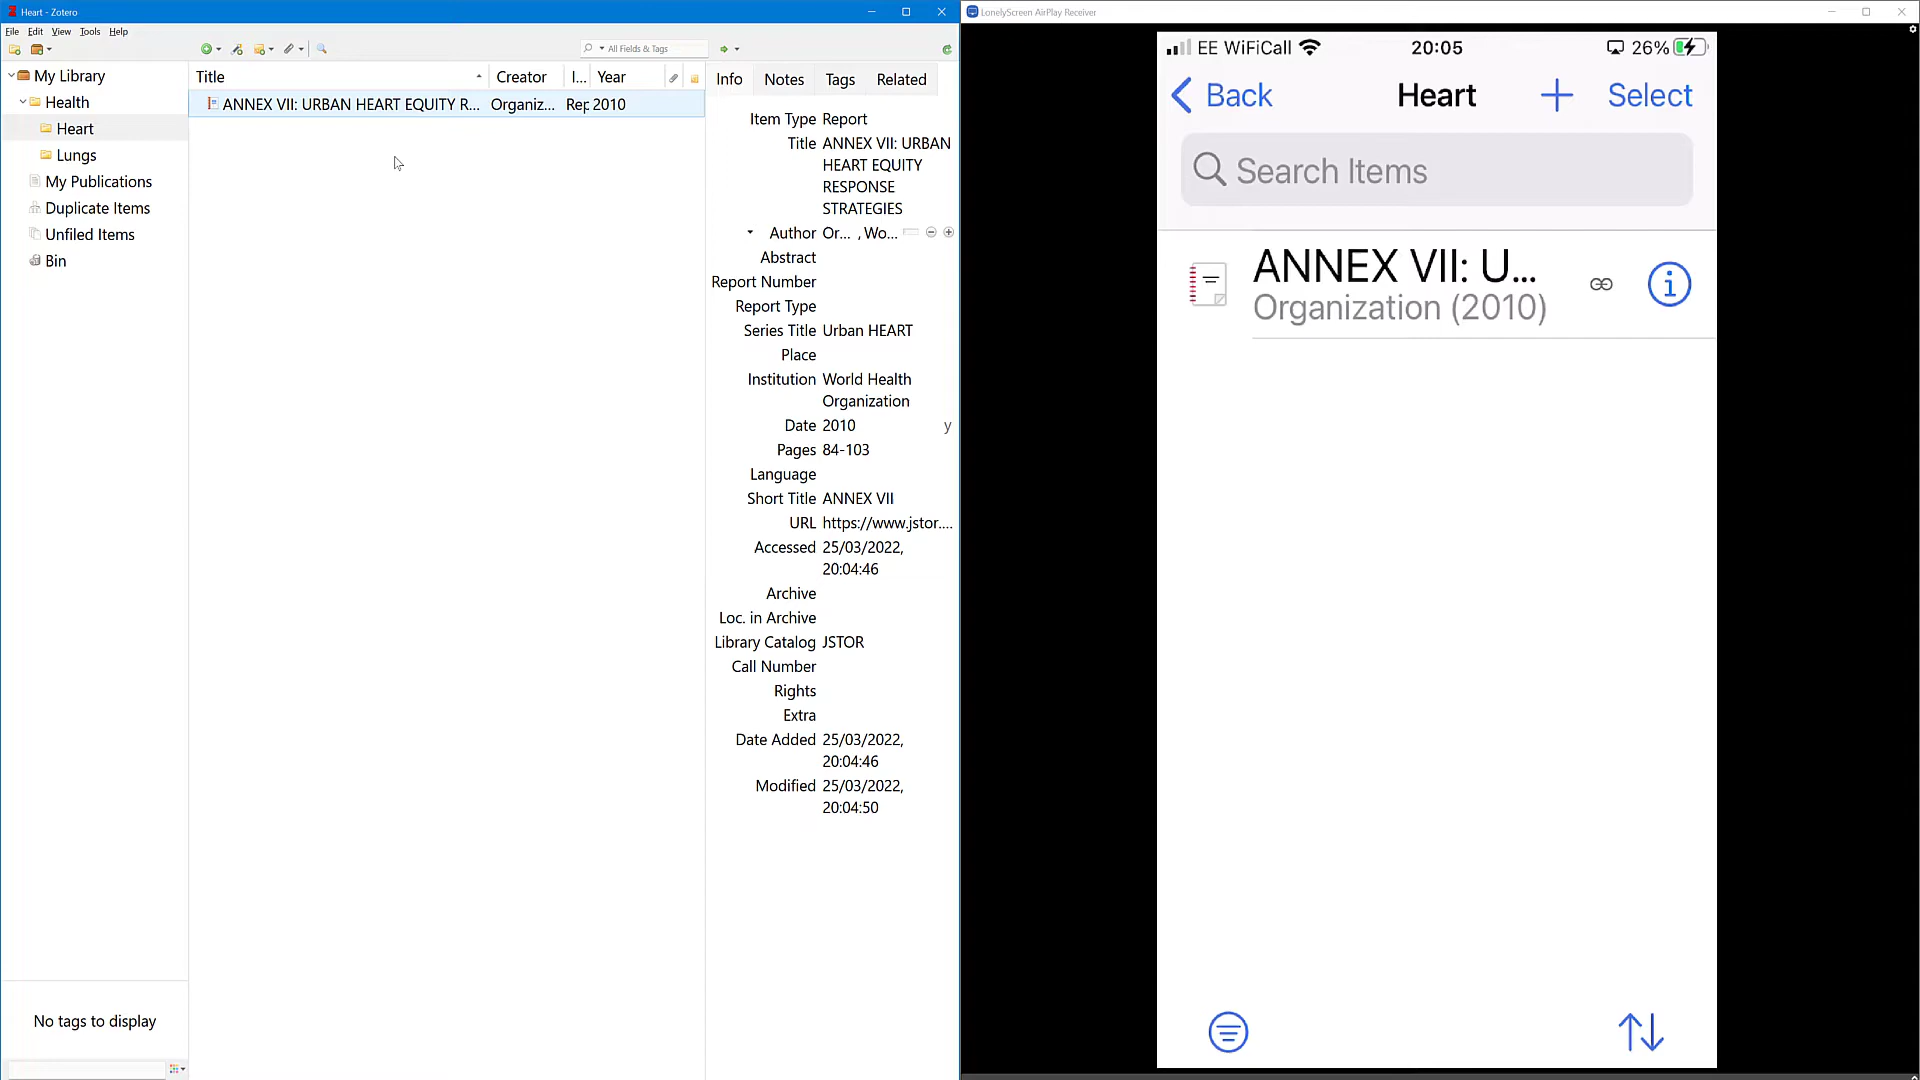 Heart - Zotero
File Edit View Tools Help
All Fields & Tags
My Library
Health
Heart
Lungs
My Publications
Duplicate Items
Unfiled Items
Bin
No tags to display
Title Creator I... Year
ANNEX VII: URBAN HEART EQUITY R... Organiz... Rep 2010
Info Notes Tags Related
Item Type Report
Title ANNEX VII: URBAN
HEART EQUITY
RESPONSE
STRATEGIES
Author Or... , Wo...
Abstract
Report Number
Report Type
Series Title Urban HEART
Place
Institution World Health
Organization
Date 2010 y
Pages 84-103
Language
Short Title ANNEX VII
URL https://www.jstor....
Accessed 25/03/2022,
20:04:46
Archive
Loc. in Archive
Library Catalog JSTOR
Call Number
Rights
Extra
Date Added 25/03/2022,
20:04:46
Modified 25/03/2022,
20:04:50
LonelyScreen AirPlay Receiver
EE WiFiCall 20:05 26%
Back Heart Select
Search Items
ANNEX VII: U...
Organization (2010)